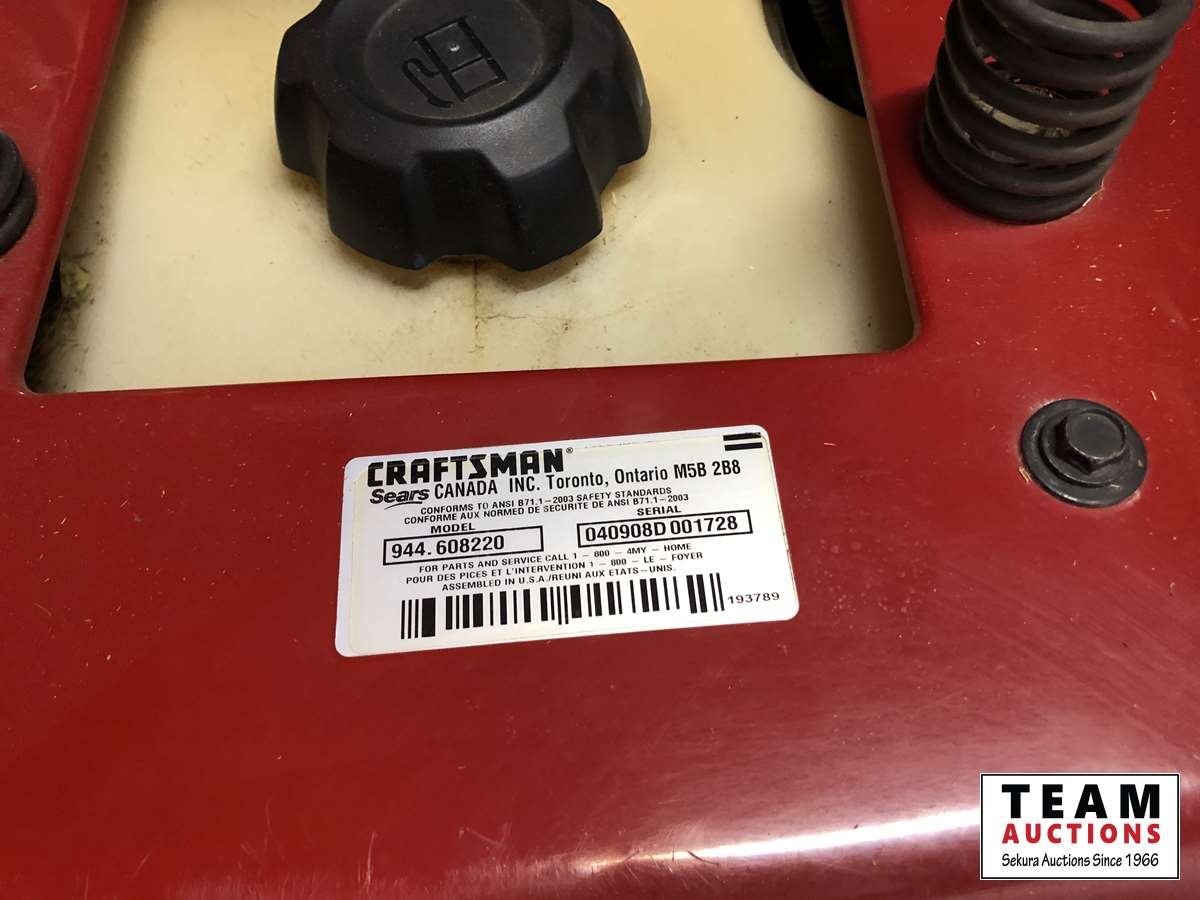 CRAFTSMAN®
Sears CANADA INC. Toronto, Ontario M5B 2B8
CONFORMS TO ANSI B71.1-2003 SAFETY STANDARDS
CONFORME AUX NORMED DE SECURITE DE ANSI B71.1-2003
MODEL SERIAL
944.608220 040908D 001728
FOR PARTS AND SERVICE CALL 1 - 800 - 4MY - HOME
POUR DES PICES ET L'INTERVENTION 1 - 800 - LE - FOYER
ASSEMBLED IN U.S.A./REUNI AUX ETATS-UNIS.
193789
TEAM
AUCTIONS
Sekura Auctions Since 1966